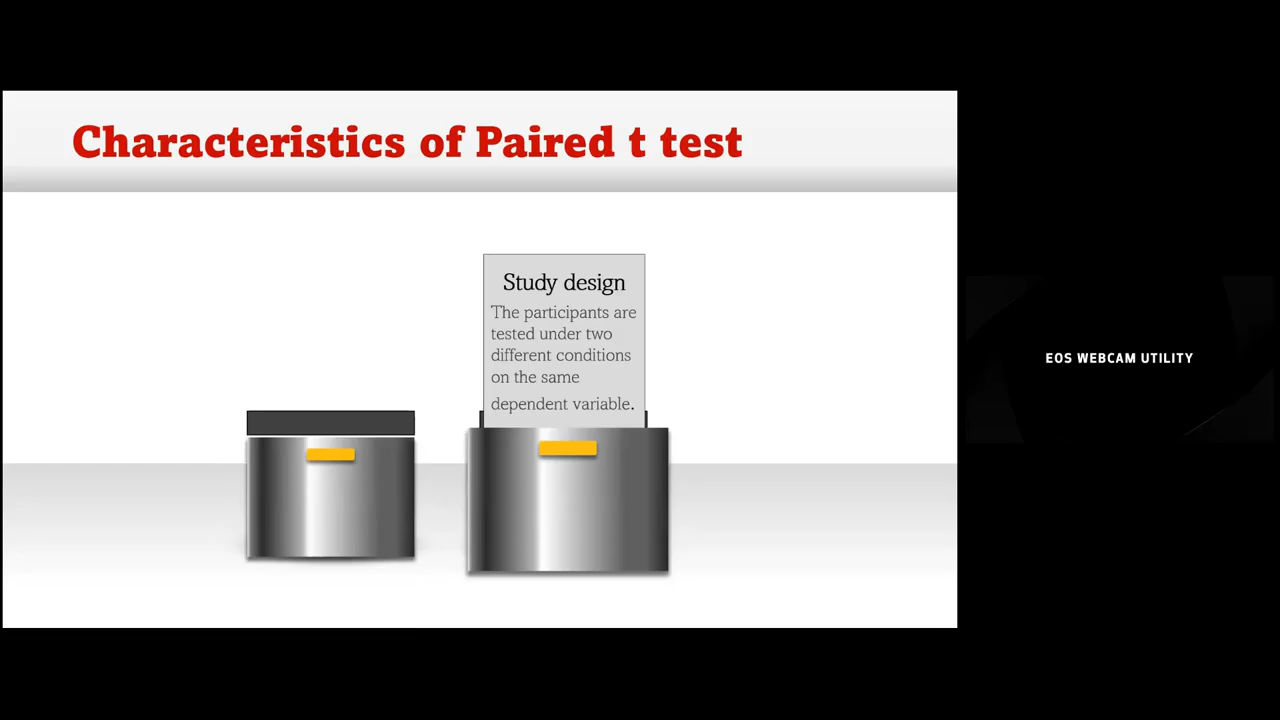 Characteristics of Paired t test
Study design
The participants are
tested under two
different conditions
on the same
dependent variable.
EOS WEBCAM UTILITY